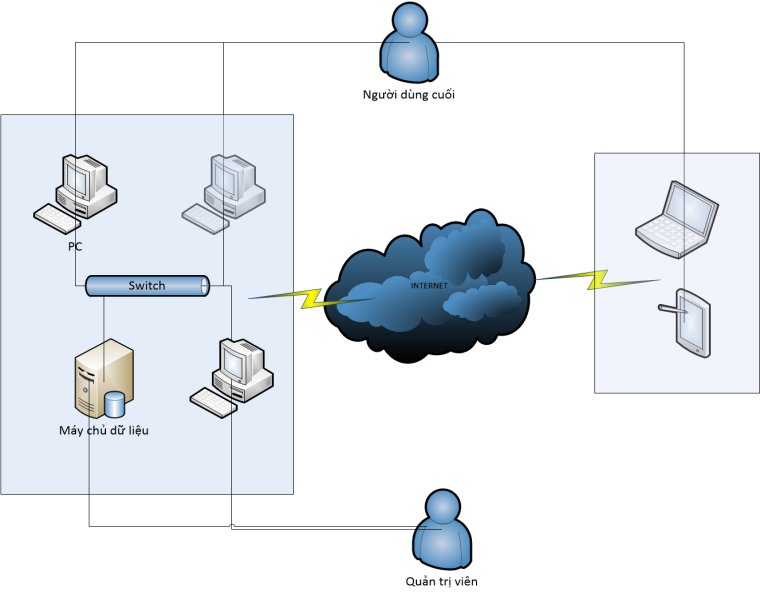 Người dùng cuối
PC
Switch
INTERNET
Máy chủ dữ liệu
Quản trị viên